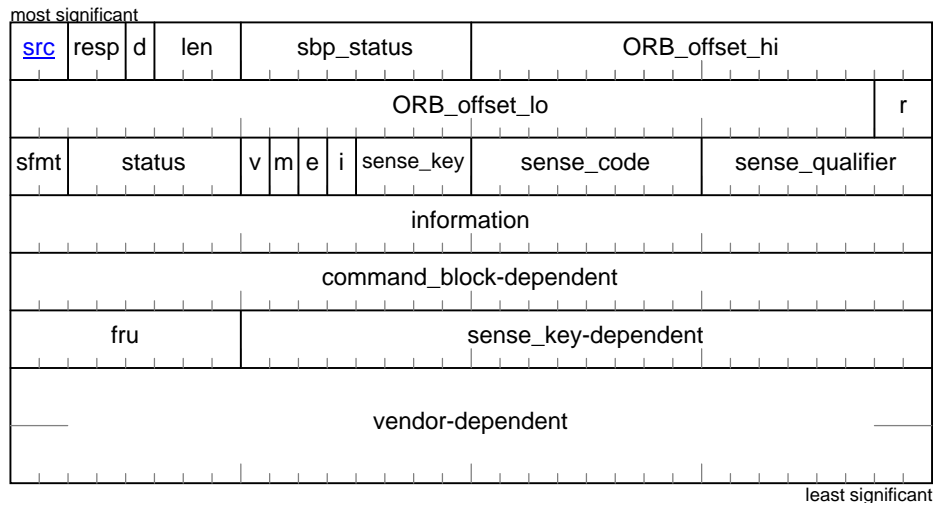 most significant
src resp d len sbp_status ORB_offset_hi
ORB_offset_lo r
sfmt status v m e i sense_key sense_code sense_qualifier
information
command_block-dependent
fru sense_key-dependent
vendor-dependent
least significant